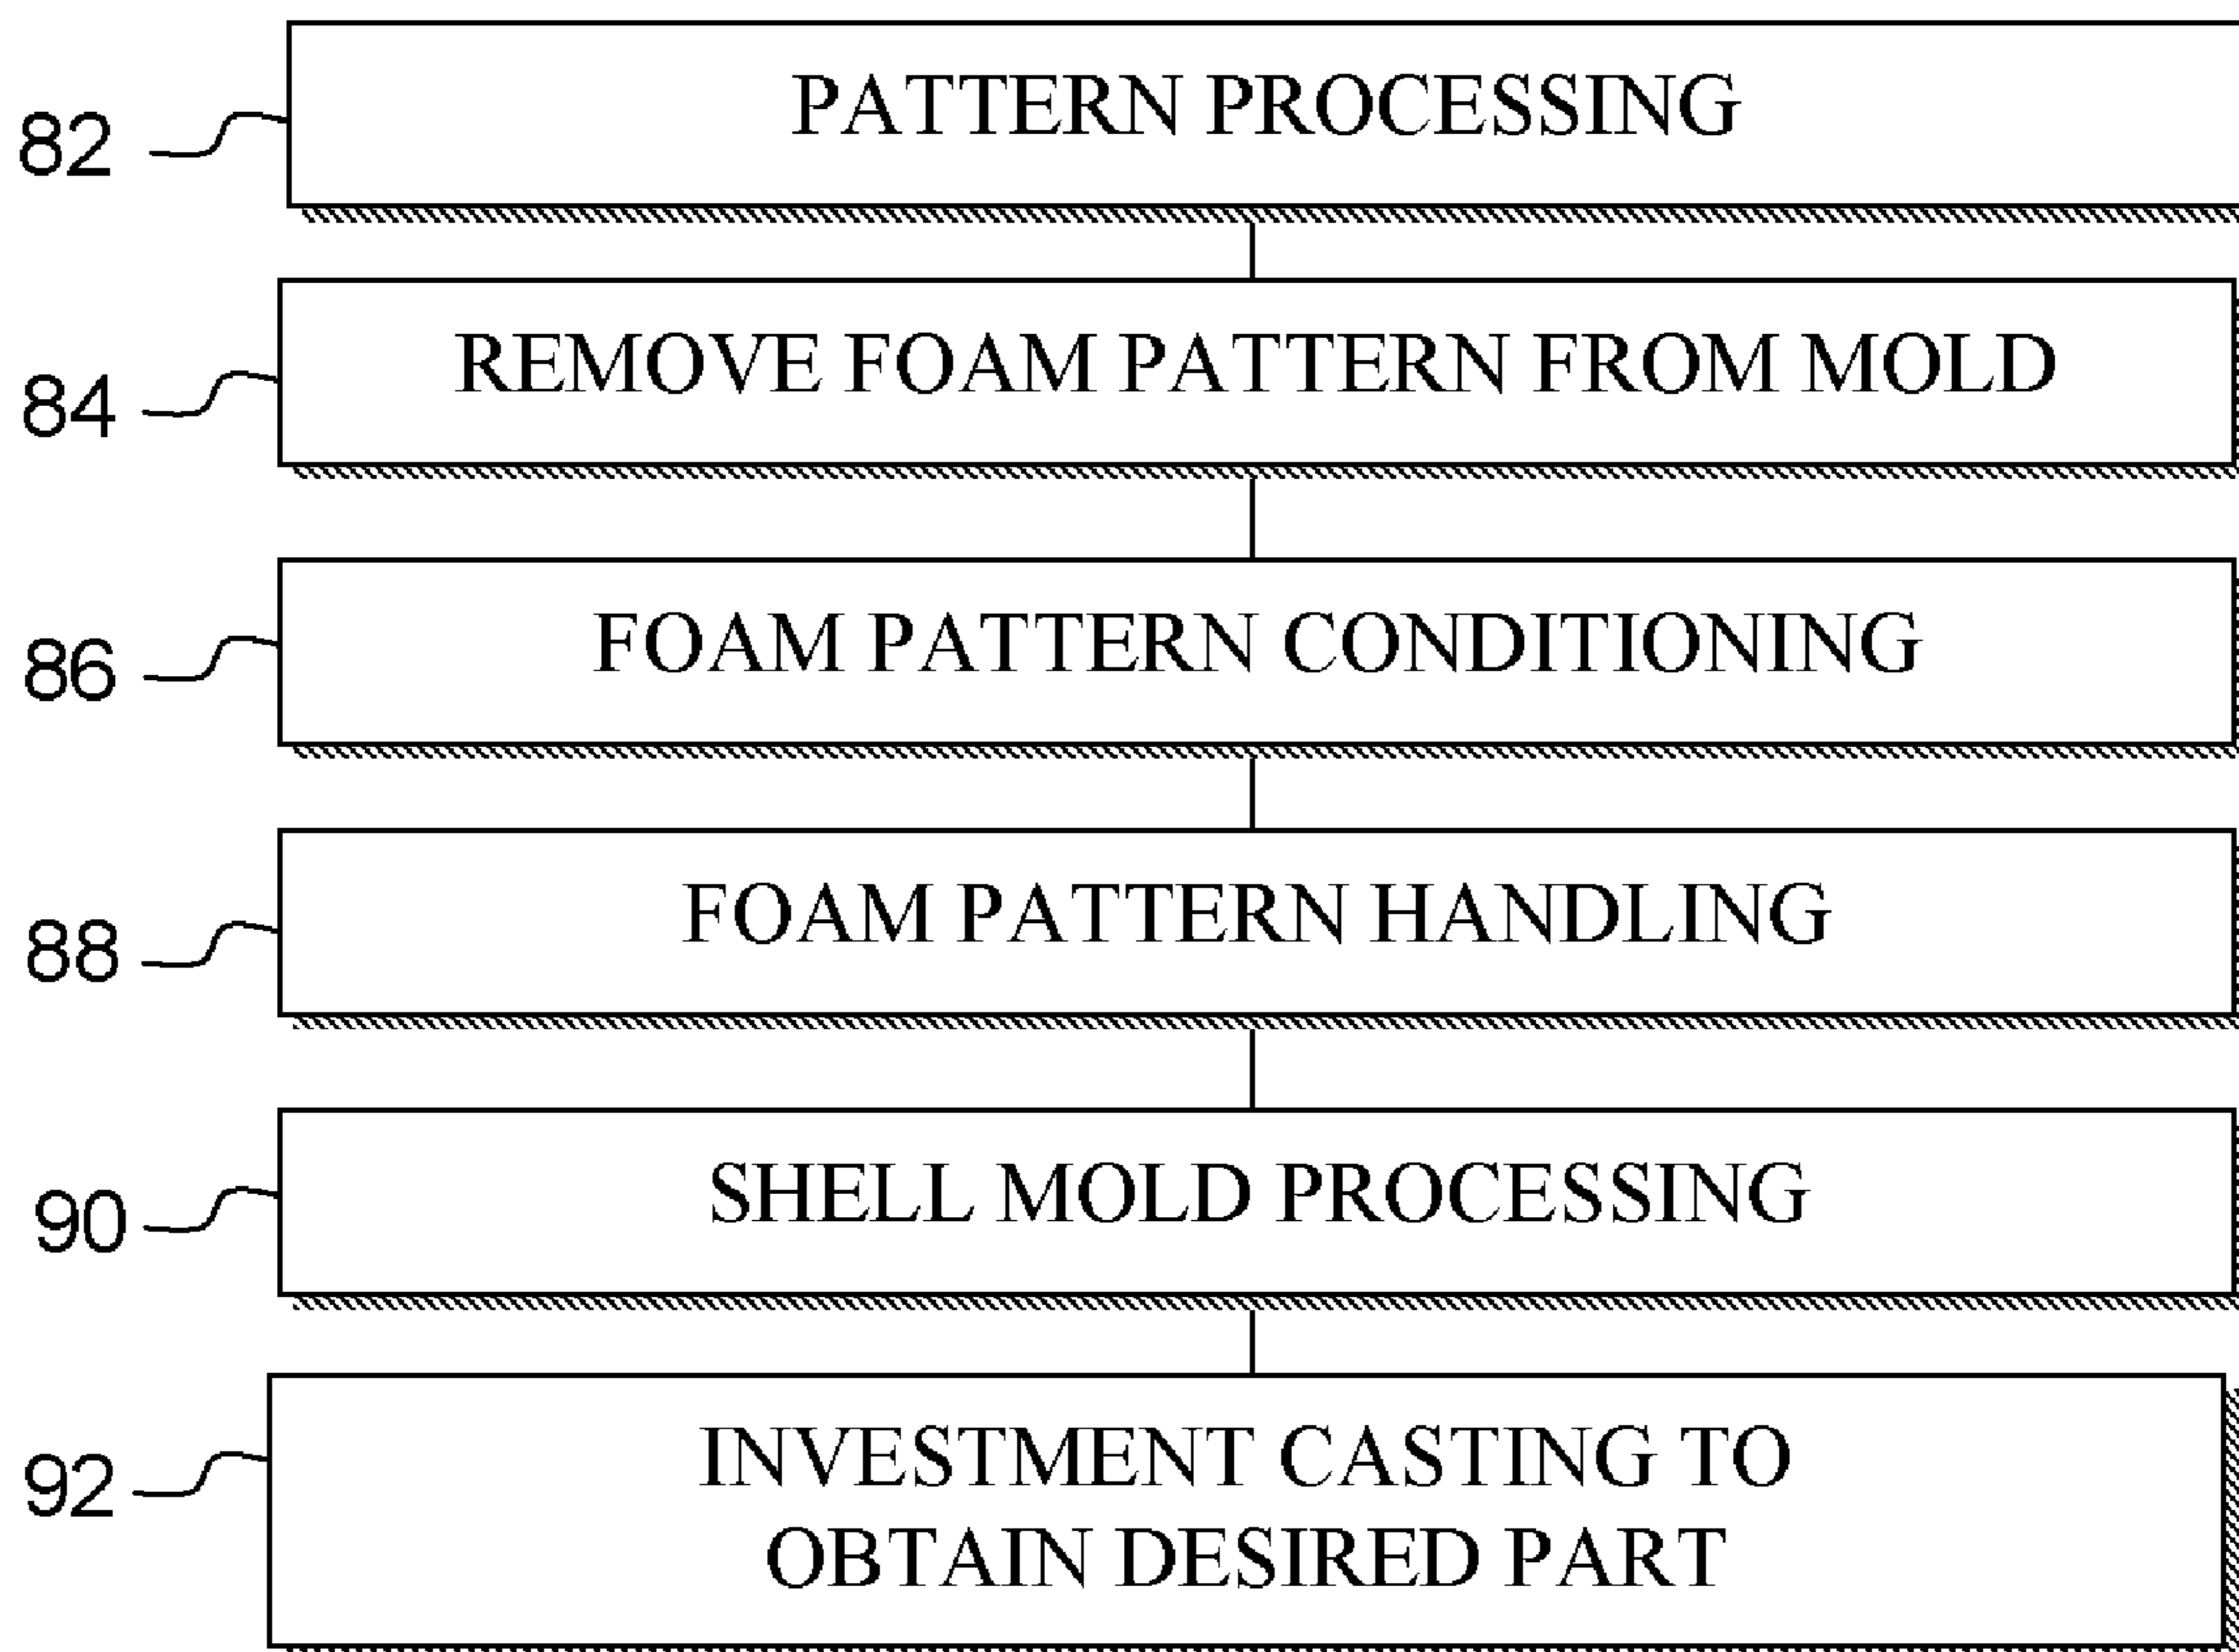 82
PATTERN PROCESSING
84
REMOVE FOAM PATTERN FROM MOLD
86
FOAM PATTERN CONDITIONING
88
FOAM PATTERN HANDLING
90
SHELL MOLD PROCESSING
92
INVESTMENT CASTING TO
OBTAIN DESIRED PART